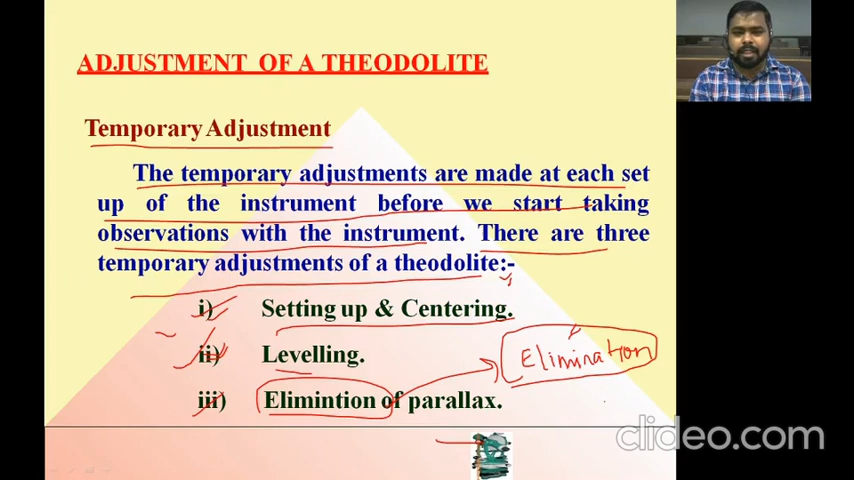 ADJUSTMENT OF A THEODOLITE
Temporary Adjustment
The temporary adjustments are made at each set
up of the instrument before we start taking
observations with the instrument. There are three
temporary adjustments of a theodolite:-
i) Setting up & Centering.
ii) Levelling.
Elimination
iii) Elimintion of parallax.
clideo.com